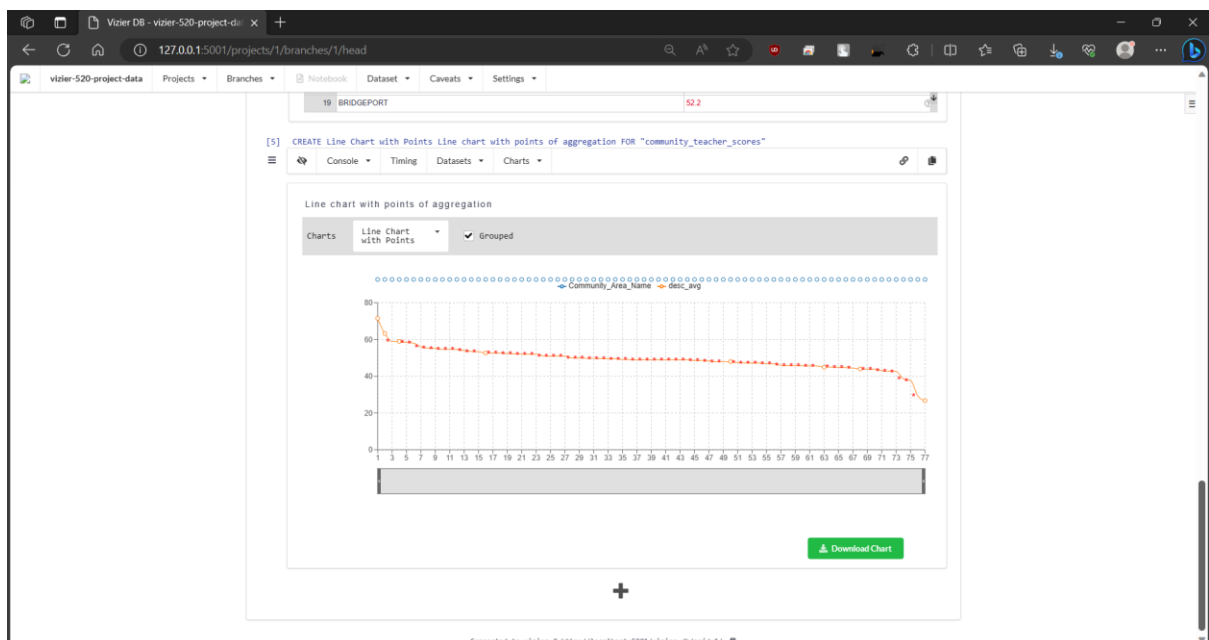 Vizier DB - vizier-520-project-dat
127.0.0.1:5001/projects/1/branches/1/head
vizier-520-project-data Projects Branches Notebook Dataset Caveats Settings
19 BRIDGEPORT 52.2
[5] CREATE Line Chart with Points Line chart with points of aggregation FOR "community_teacher_scores"
Console Timing Datasets Charts
Line chart with points of aggregation
Charts Line Chart with Points Grouped
Community_Area_Name desc_avg
80
60
40
20
0
1 3 5 7 9 11 13 15 17 19 21 23 25 27 29 31 33 35 37 39 41 43 45 47 49 51 53 55 57 59 61 63 65 67 69 71 73 75 77
Download Chart